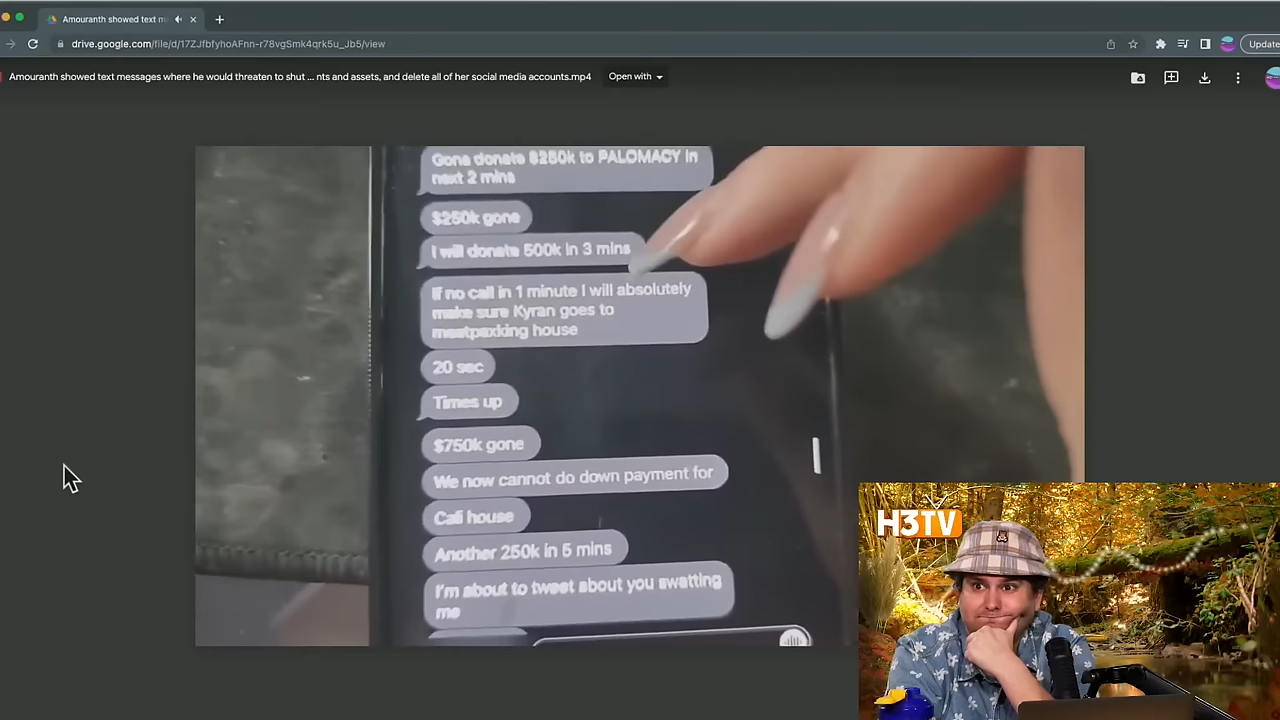 Amouranth showed text m
drive.google.com/file/d/17ZJfbfyhoAFnn-r78vgSmk4qrk5u_Jb5/view
Update
Amouranth showed text messages where he would threaten to shut ... nts and assets, and delete all of her social media accounts.mp4
Open with
Gona donate $250k to PALOMACY in
next 2 mins
$250k gone
I will donate 500k in 3 mins
If no call in 1 minute I will absolutely
make sure Kyran goes to
meatpaxking house
20 sec
Times up
$750k gone
We now cannot do down payment for
Cali house
Another 250k in 5 mins
I'm about to tweet about you swatting
me
H3TV